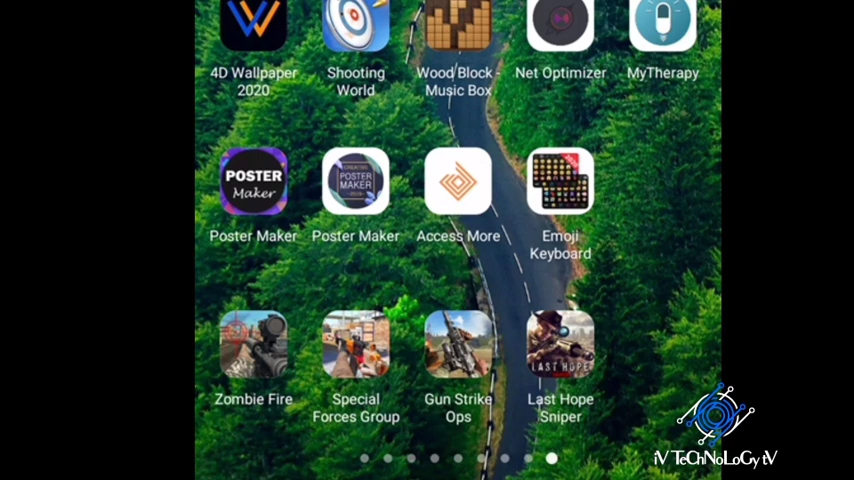 4D Wallpaper
2020
Shooting
World
Wood Block -
Music Box
Net Optimizer
MyTherapy
POSTER
Maker
POSTER
MAKER
Poster Maker
Poster Maker
Access More
Emoji
Keyboard
LAST HOPE
Zombie Fire
Special
Forces Group
Gun Strike
Ops
Last Hope
Sniper
iV TeChNoLoGy tV